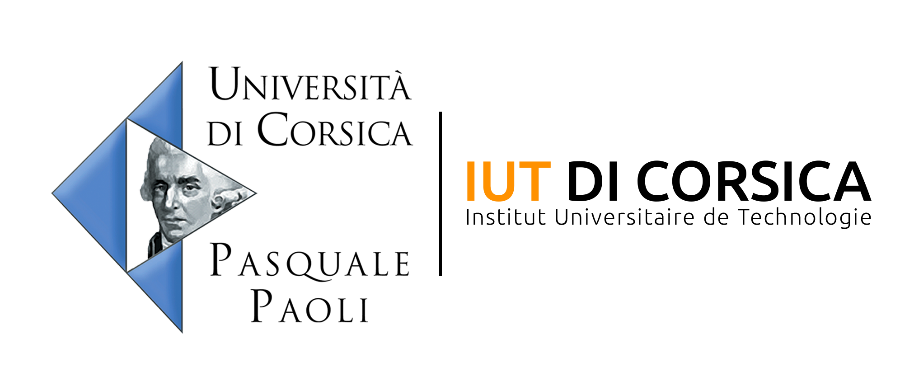 UNIVERSITÀ
DI CORSICA
PASQUALE
PAOLI
IUT DI CORSICA
Institut Universitaire de Technologie